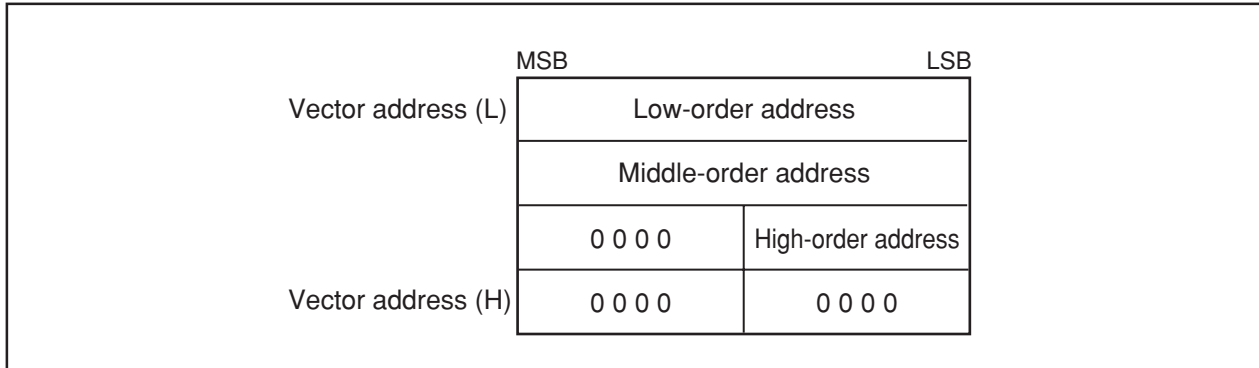 MSB LSB
Vector address (L) Low-order address
Middle-order address
0 0 0 0 High-order address
Vector address (H) 0 0 0 0 0 0 0 0